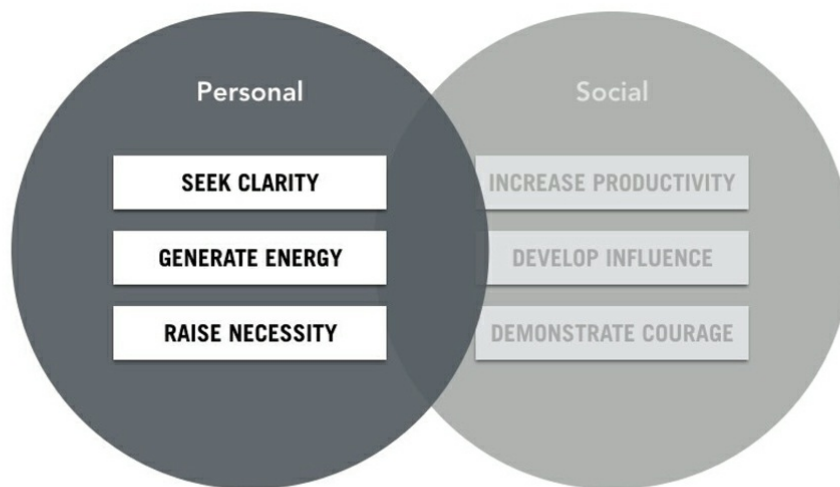 Personal
SEEK CLARITY
GENERATE ENERGY
RAISE NECESSITY
Social
INCREASE PRODUCTIVITY
DEVELOP INFLUENCE
DEMONSTRATE COURAGE